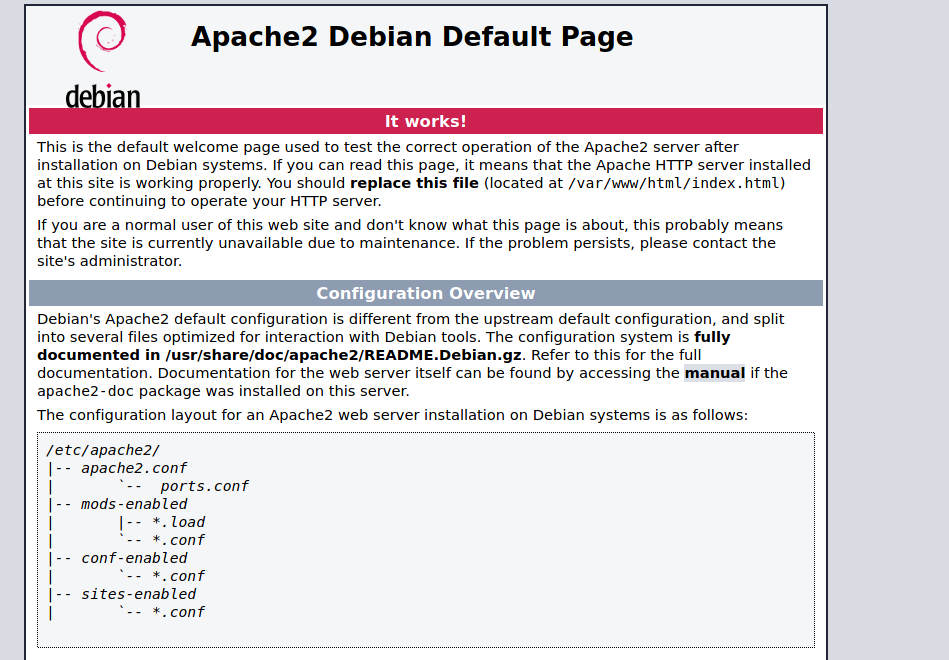 debian
Apache2 Debian Default Page
It works!
This is the default welcome page used to test the correct operation of the Apache2 server after
installation on Debian systems. If you can read this page, it means that the Apache HTTP server installed
at this site is working properly. You should replace this file (located at /var/www/html/index.html)
before continuing to operate your HTTP server.
If you are a normal user of this web site and don't know what this page is about, this probably means
that the site is currently unavailable due to maintenance. If the problem persists, please contact the
site's administrator.
Configuration Overview
Debian's Apache2 default configuration is different from the upstream default configuration, and split
into several files optimized for interaction with Debian tools. The configuration system is fully
documented in /usr/share/doc/apache2/README.Debian.gz. Refer to this for the full
documentation. Documentation for the web server itself can be found by accessing the manual if the
apache2-doc package was installed on this server.
The configuration layout for an Apache2 web server installation on Debian systems is as follows:
/etc/apache2/
|-- apache2.conf
|       `--  ports.conf
|-- mods-enabled
|       |-- *.load
|       `-- *.conf
|-- conf-enabled
|       `-- *.conf
|-- sites-enabled
|       `-- *.conf